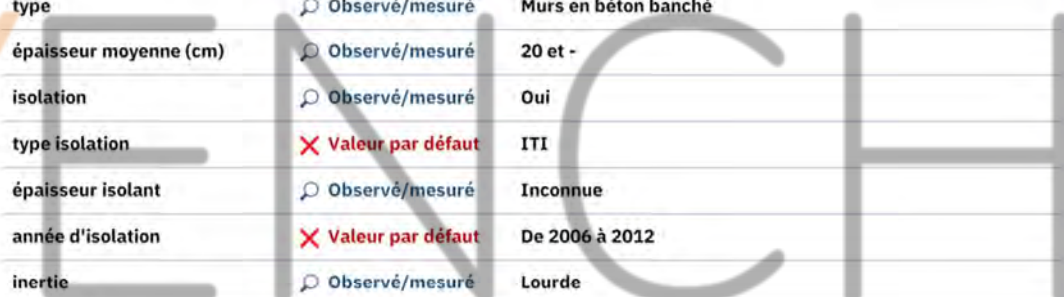 type Observé/mesuré Murs en béton banché
épaisseur moyenne (cm) Observé/mesuré 20 et -
isolation Observé/mesuré Oui
type isolation Valeur par défaut ITI
épaisseur isolant Observé/mesuré Inconnue
année d'isolation Valeur par défaut De 2006 à 2012
inertie Observé/mesuré Lourde
ENCH